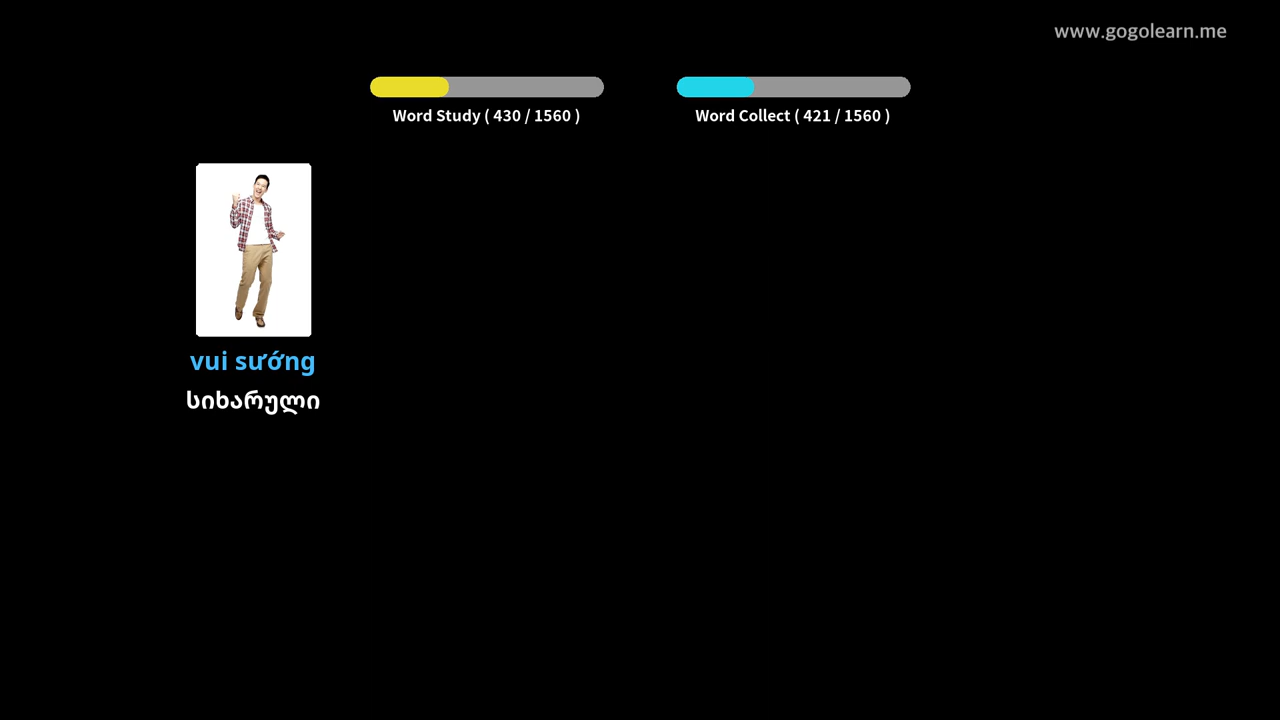 www.gogolearn.me
Word Study ( 430 / 1560 )
Word Collect ( 421 / 1560 )
vui sướng
სიხარული